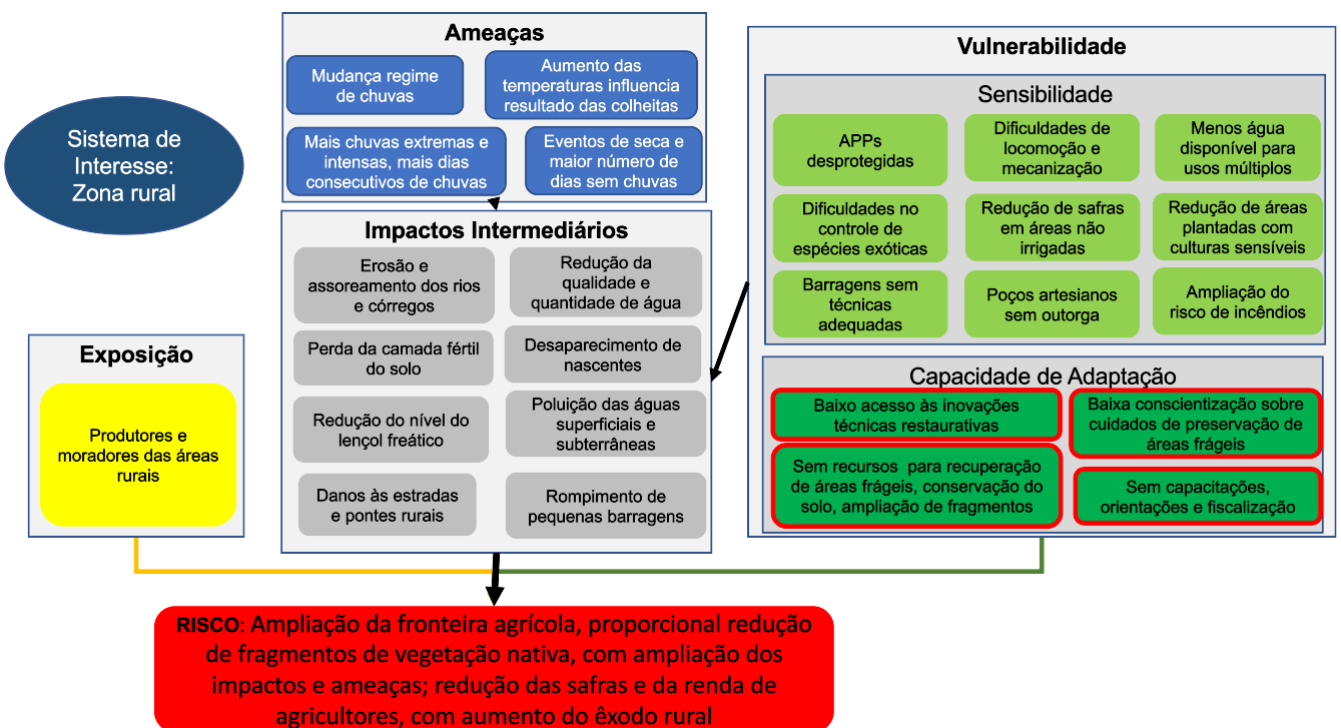 Sistema de
Interesse:
Zona rural
Ameaças
Mudança regime
de chuvas
Aumento das
temperaturas influencia
resultado das colheitas
Mais chuvas extremas e
intensas, mais dias
consecutivos de chuvas
Eventos de seca e
maior número de
dias sem chuvas
Impactos Intermediários
Erosão e
assoreamento dos rios
e córregos
Redução da
qualidade e
quantidade de água
Perda da camada fértil
do solo
Desaparecimento de
nascentes
Redução do nível do
lençol freático
Poluição das águas
superficiais e
subterrâneas
Danos às estradas
e pontes rurais
Rompimento de
pequenas barragens
Exposição
Produtores e
moradores das áreas
rurais
Vulnerabilidade
Sensibilidade
APPs
desprotegidas
Dificuldades de
locomoção e
mecanização
Menos água
disponível para
usos múltiplos
Dificuldades no
controle de
espécies exóticas
Redução de safras
em áreas não
irrigadas
Redução de áreas
plantadas com
culturas sensíveis
Barragens sem
técnicas
adequadas
Poços artesianos
sem outorga
Ampliação do
risco de incêndios
Capacidade de Adaptação
Baixo acesso às inovações
técnicas restaurativas
Baixa conscientização sobre
cuidados de preservação de
áreas frágeis
Sem recursos para recuperação
de áreas frágeis, conservação do
solo, ampliação de fragmentos
Sem capacitações,
orientações e fiscalização
RISCO: Ampliação da fronteira agrícola, proporcional redução
de fragmentos de vegetação nativa, com ampliação dos
impactos e ameaças; redução das safras e da renda de
agricultores, com aumento do êxodo rural